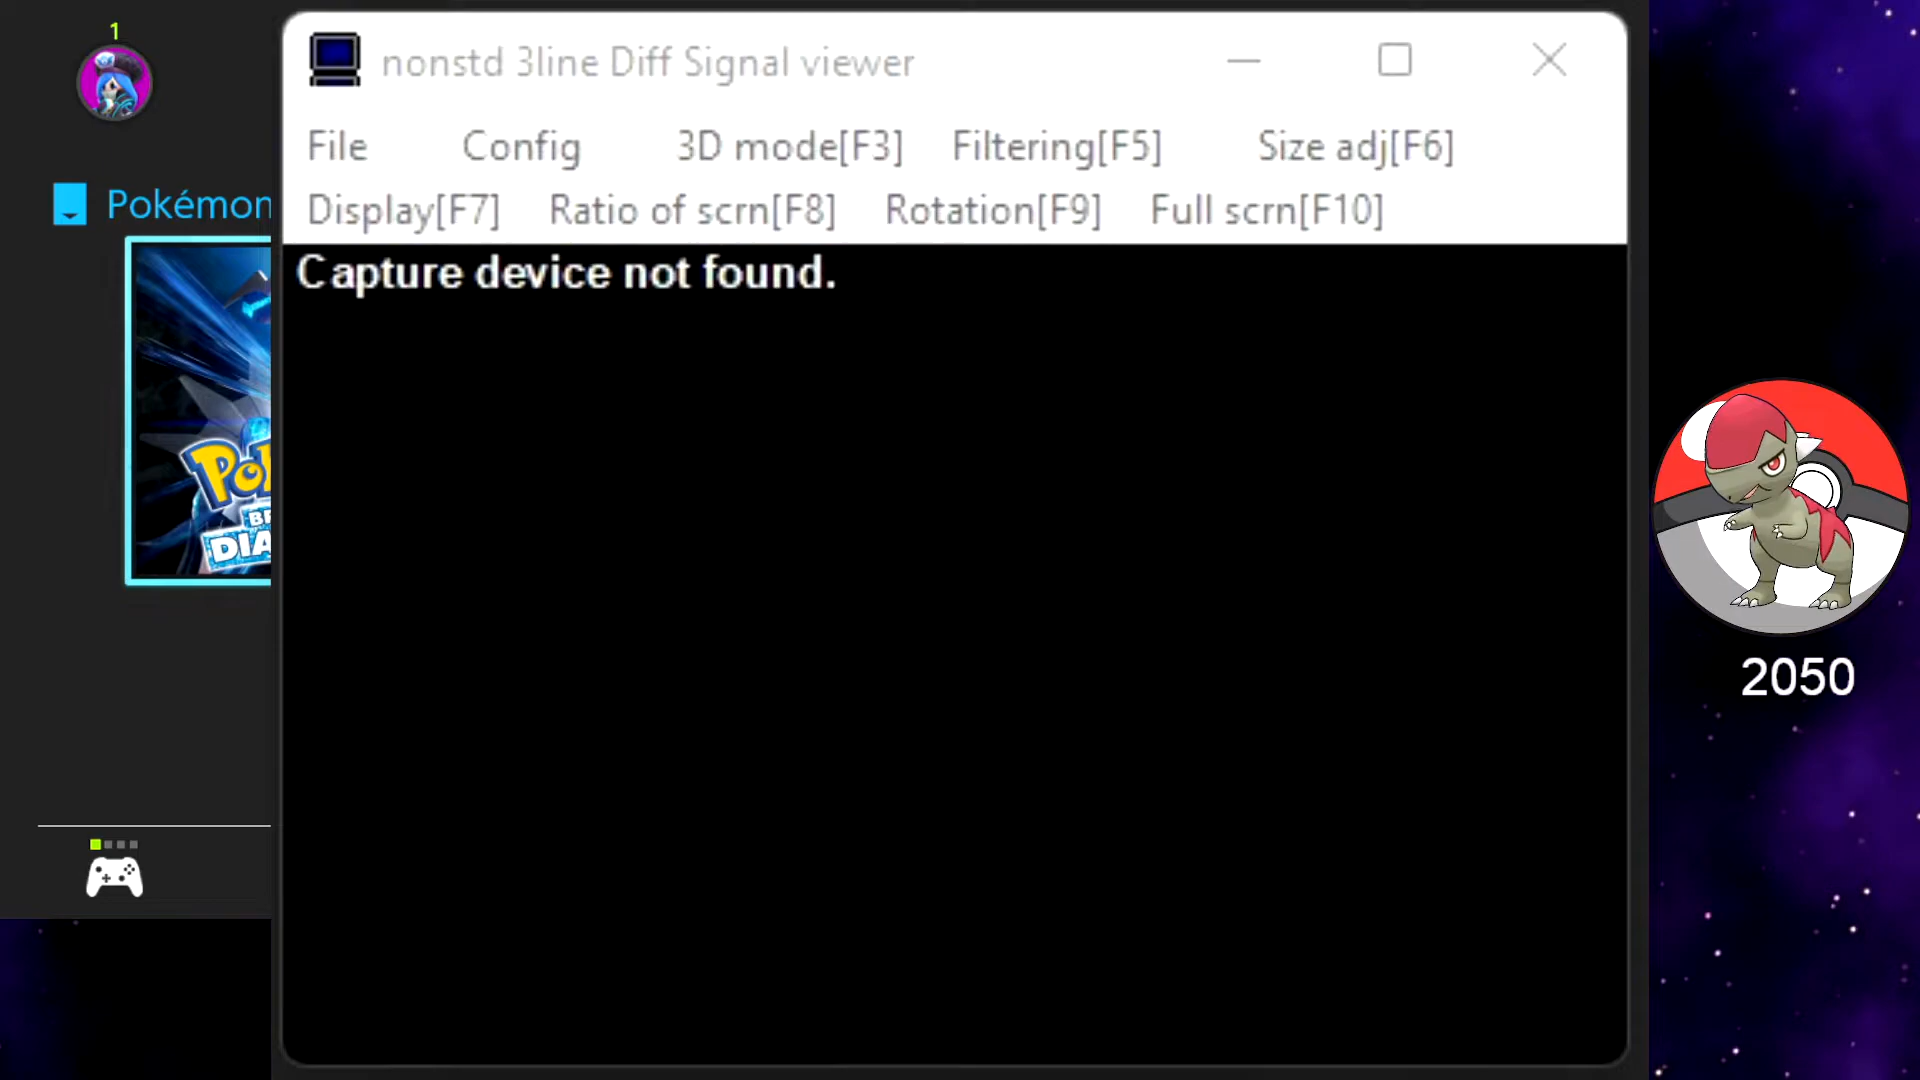 1
nonstd 3line Diff Signal viewer
File Config 3D mode[F3] Filtering[F5] Size adj[F6]
Display[F7] Ratio of scrn[F8] Rotation[F9] Full scrn[F10]
Pokémon
Capture device not found.
2050